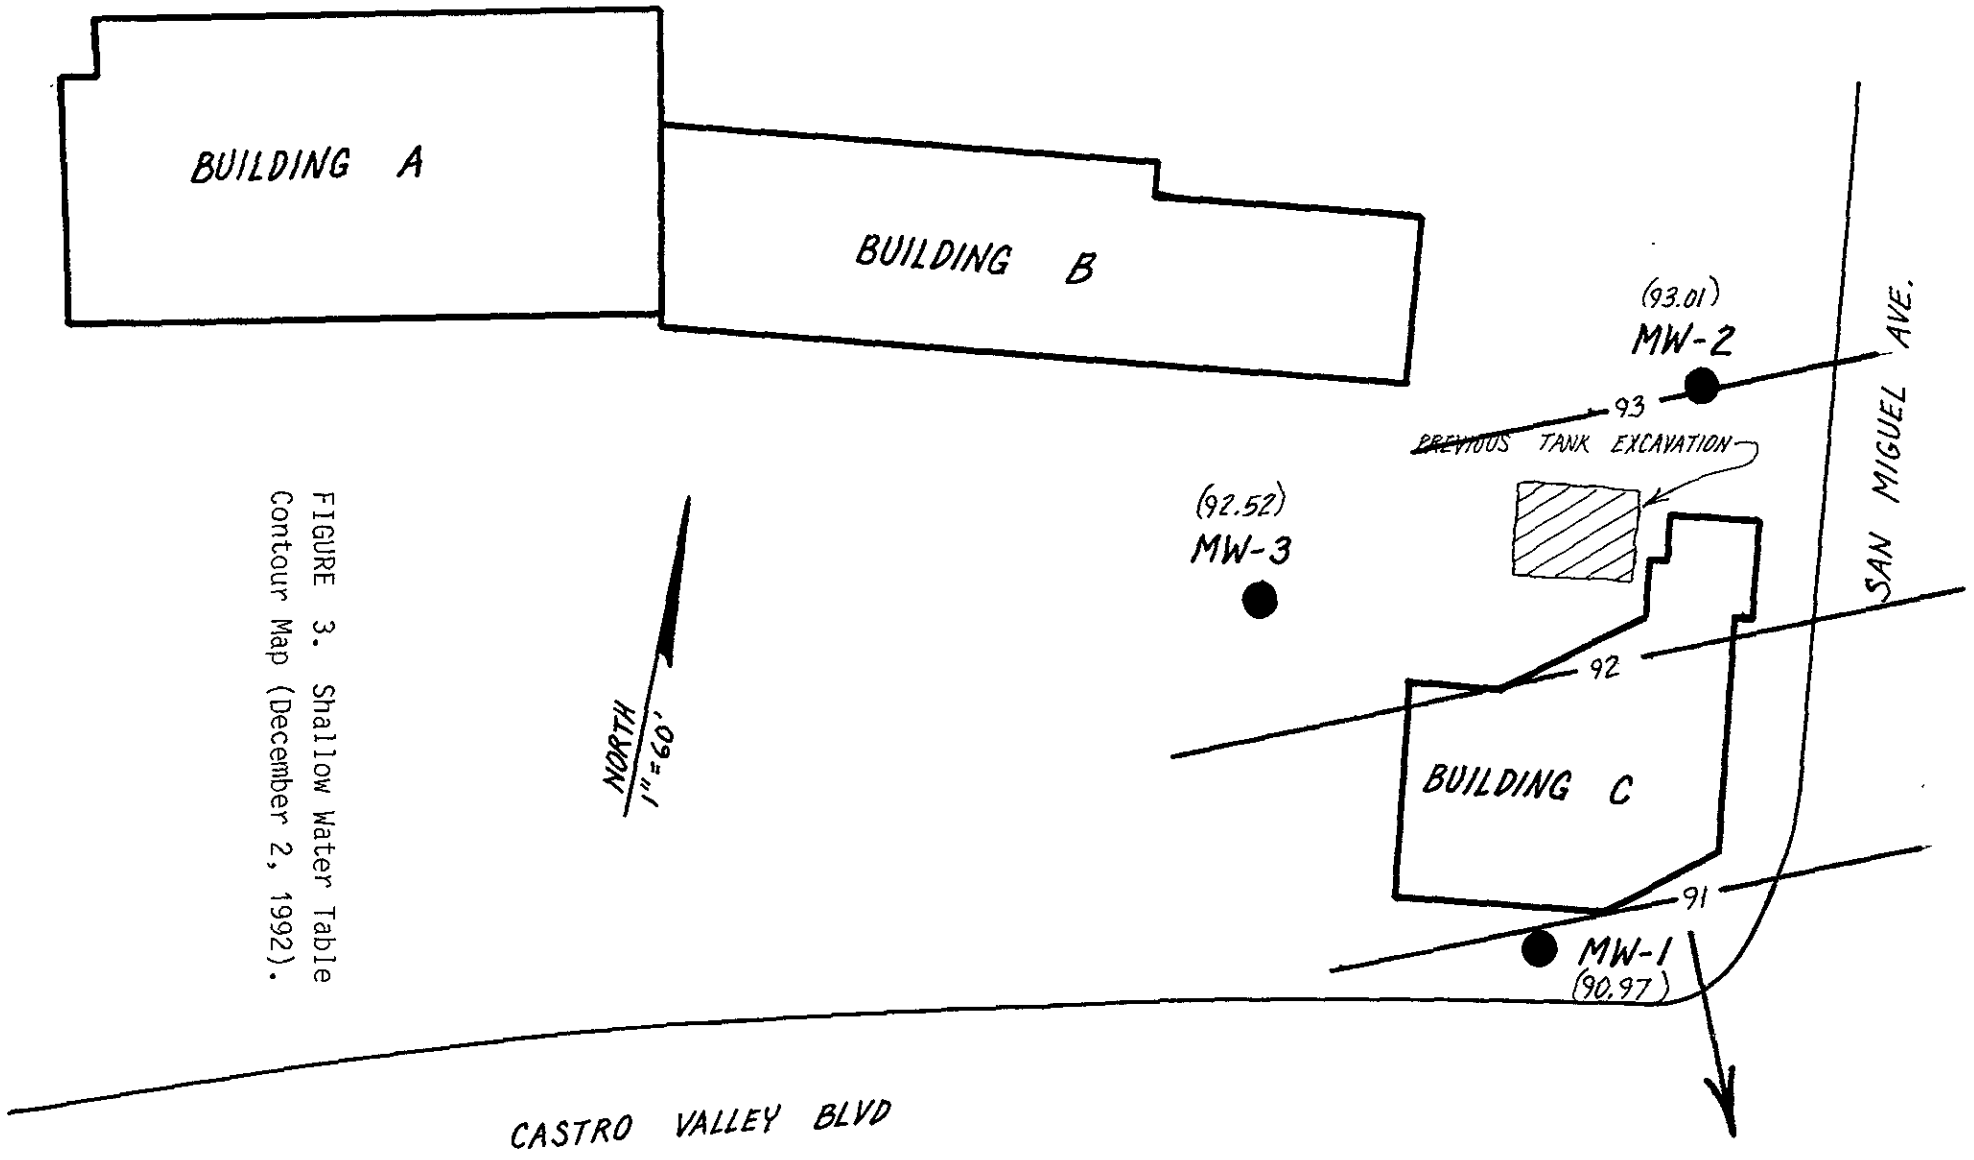 BUILDING A
BUILDING B
(93.01)
MW-2
93
PREVIOUS TANK EXCAVATION
SAN MIGUEL AVE.
(92.52)
MW-3
92
NORTH
1"=60'
BUILDING C
91
MW-1
(90.97)
FIGURE 3. Shallow Water Table
Contour Map (December 2, 1992).
CASTRO VALLEY BLVD